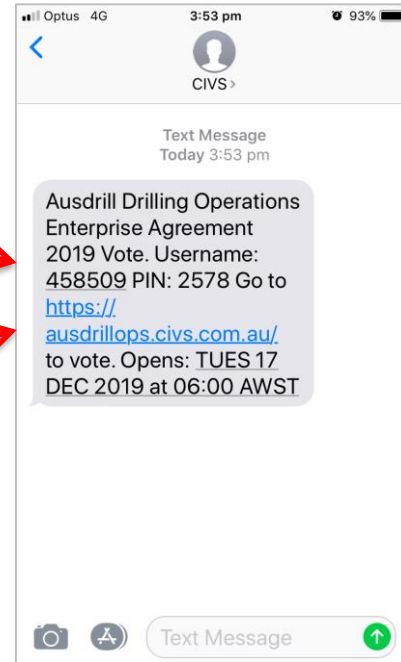 Optus 4G 3:53 pm 93%
CIVS >
Text Message
Today 3:53 pm
Ausdrill Drilling Operations
Enterprise Agreement
2019 Vote. Username:
458509 PIN: 2578 Go to
https://
ausdrillops.civs.com.au/
to vote. Opens: TUES 17
DEC 2019 at 06:00 AWST
Text Message